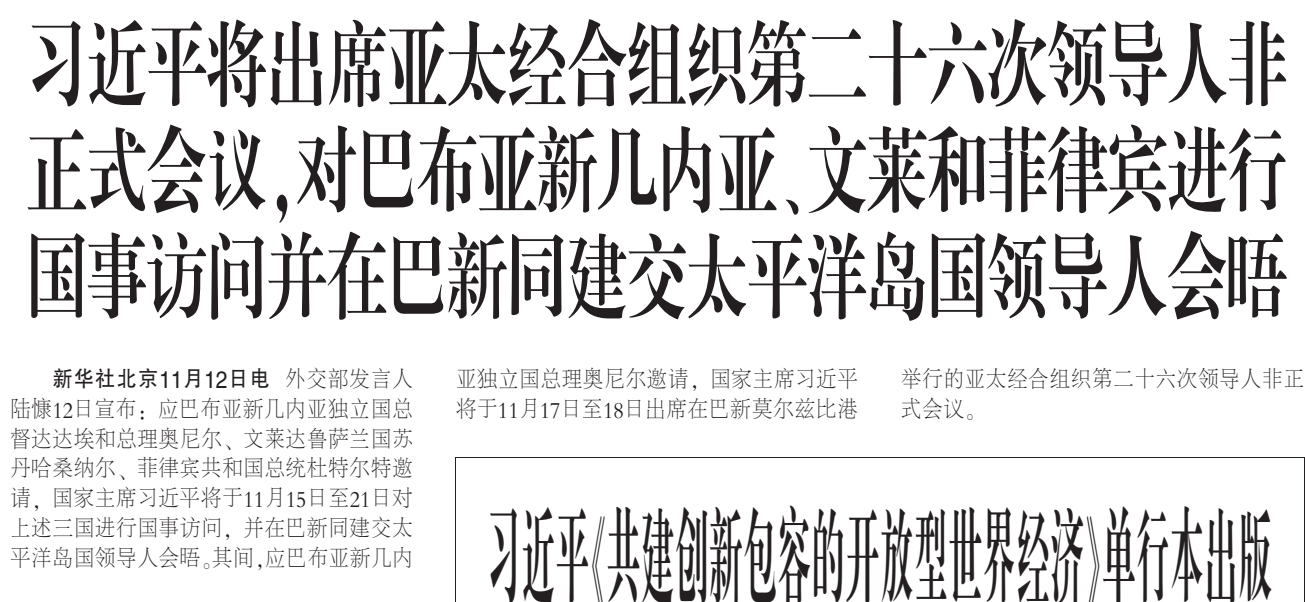 习近平将出席亚太经合组织第二十六次领导人非
正式会议，对巴布亚新几内亚、文莱和菲律宾进行
国事访问并在巴新同建交太平洋岛国领导人会晤
新华社北京11月12日电 外交部发言人
陆慷12日宣布：应巴布亚新几内亚独立国总
督达达埃和总理奥尼尔、文莱达鲁萨兰国苏
丹哈桑纳尔、菲律宾共和国总统杜特尔特邀
请，国家主席习近平将于11月15日至21日对
上述三国进行国事访问，并在巴新同建交太
平洋岛国领导人会晤。其间，应巴布亚新几内
亚独立国总理奥尼尔邀请，国家主席习近平
将于11月17日至18日出席在巴新莫尔兹比港
举行的亚太经合组织第二十六次领导人非正
式会议。
习近平《共建创新包容的开放型世界经济》单行本出版